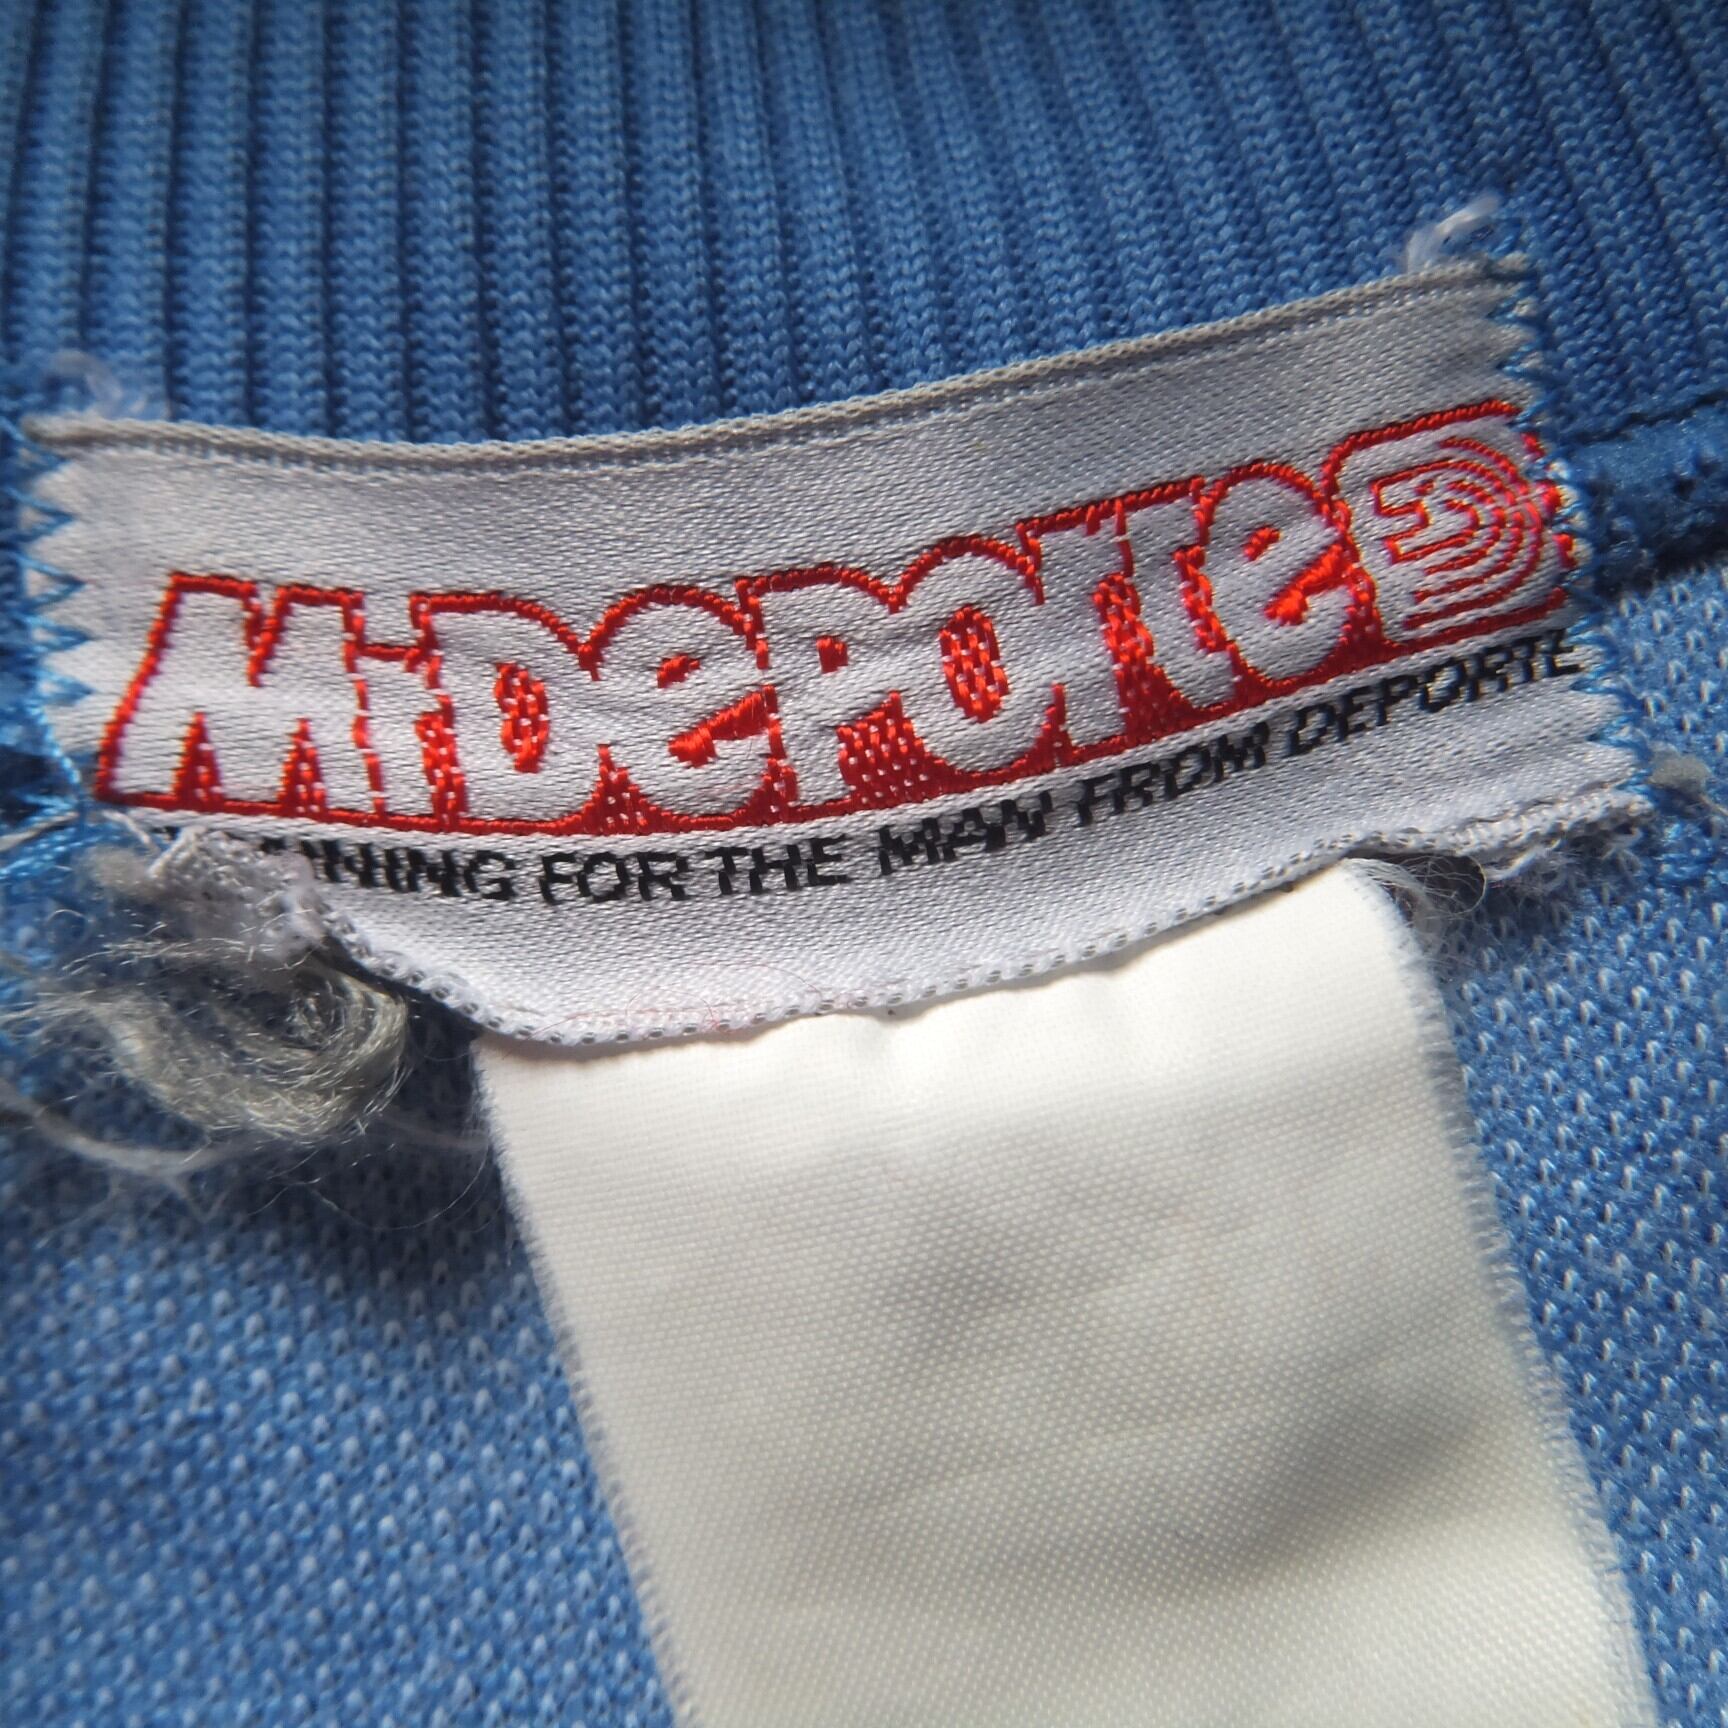 MiDePorTe
FOR THE MAN FROM DEPORTE